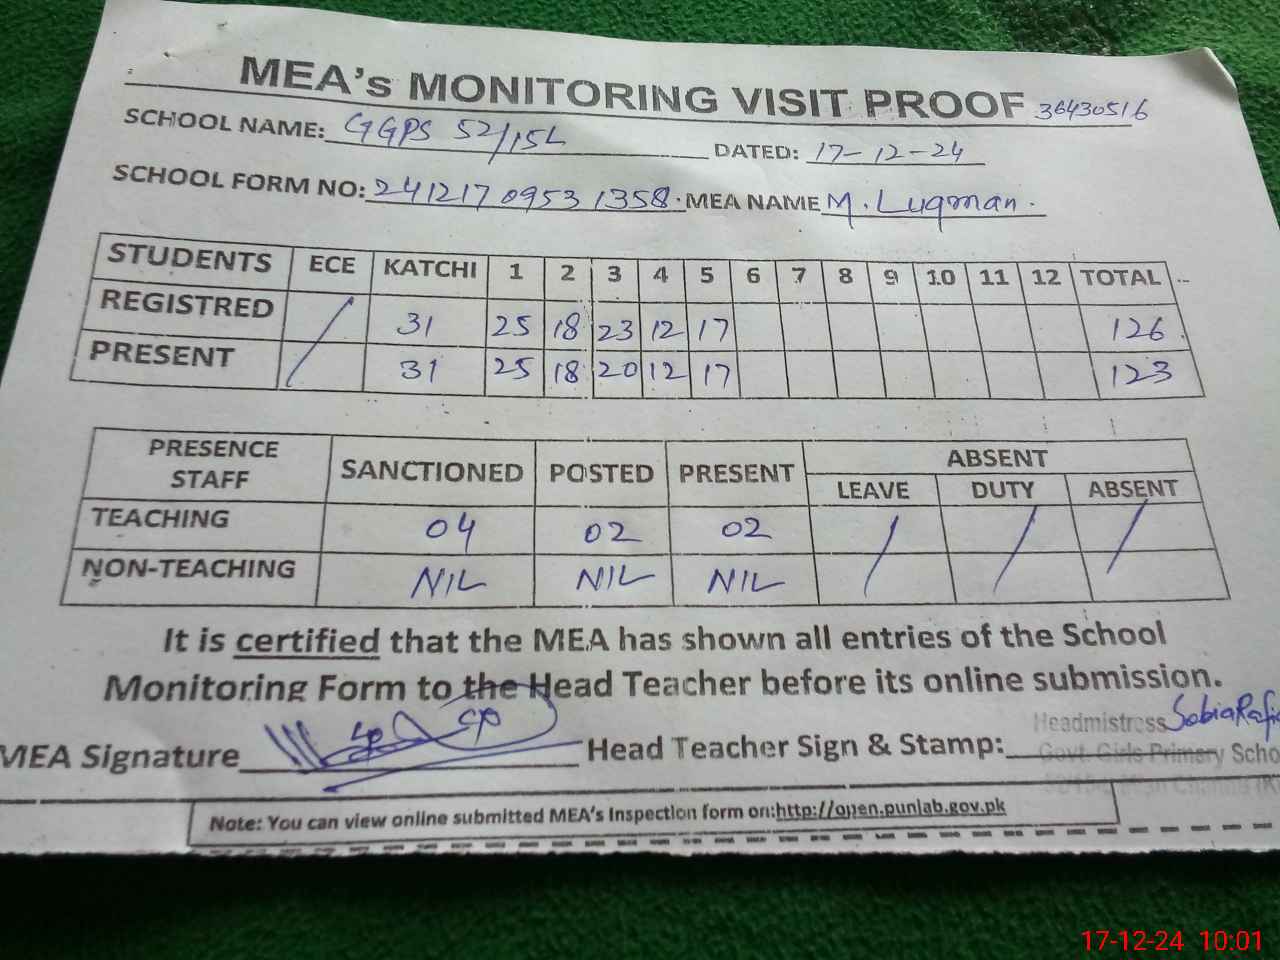 MEA's MONITORING VISIT PROOF 36430516
SCHOOL NAME: GGPS 52/15L DATED: 17-12-24
SCHOOL FORM NO: 241217 0953 1358. MEA NAME M. Luqman.
STUDENTS ECE KATCHI 1 2 3 4 5 6 7 8 9 10 11 12 TOTAL
REGISTRED / 31 25 18 23 12 17 126
PRESENT 31 25 18 20 12 17 123
PRESENCE STAFF SANCTIONED POSTED PRESENT ABSENT
LEAVE DUTY ABSENT
TEACHING 04 02 02 / / /
NON-TEACHING NIL NIL NIL
It is certified that the MEA has shown all entries of the School
Monitoring Form to the Head Teacher before its online submission.
MEA Signature Head Teacher Sign & Stamp:
Headmistress Sobia Rafi
Govt. Girls Primary Scho
Note: You can view online submitted MEA's Inspection form on:http://open.punjab.gov.pk
17-12-24 10:01